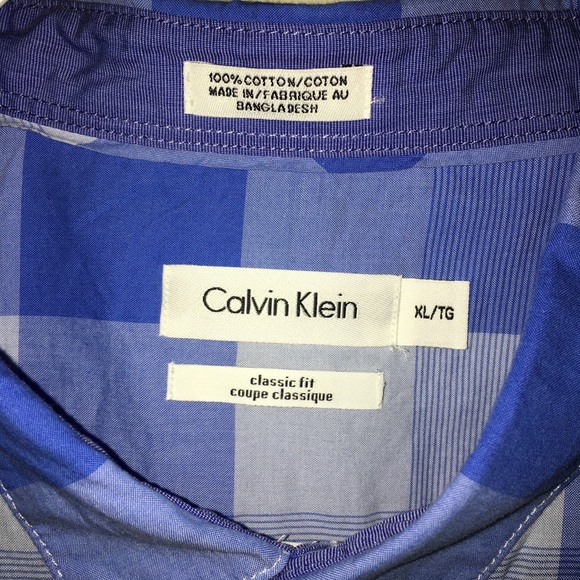 100% COTTON/COTON
MADE IN/FABRIQUE AU
BANGLADESH
Calvin Klein
XL/TG
classic fit
coupe classique